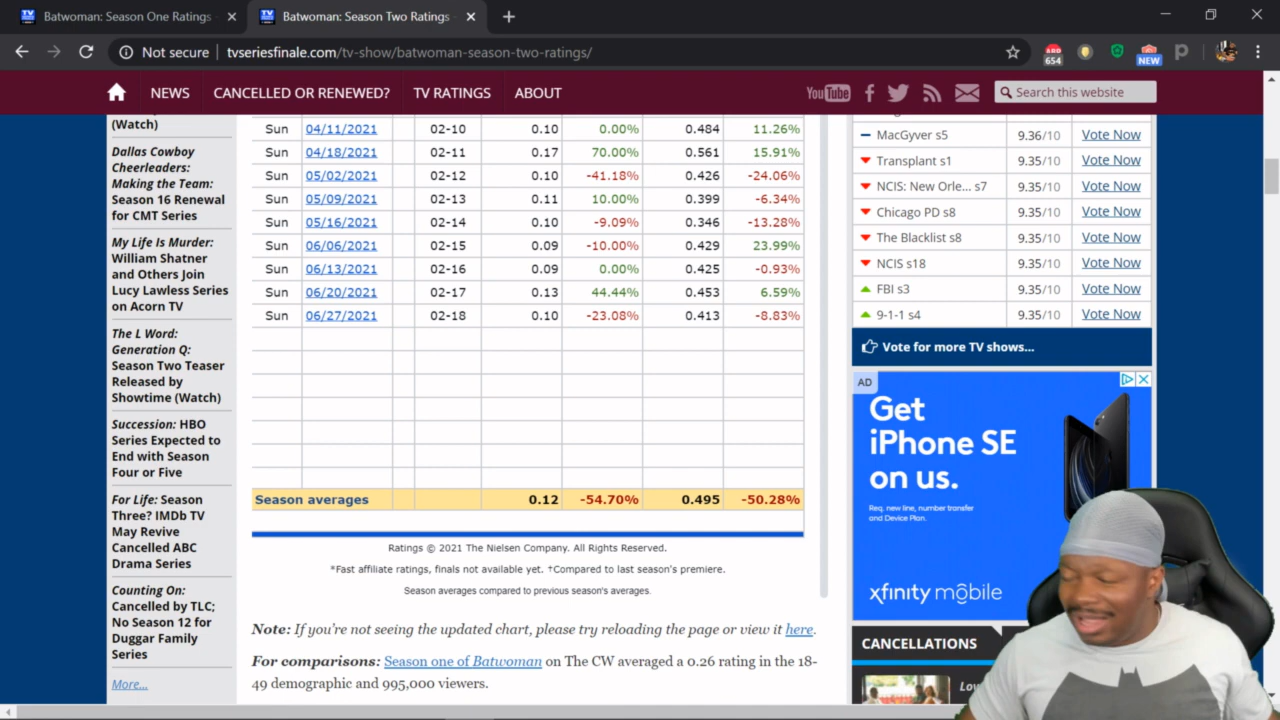 Batwoman: Season One Ratings
Batwoman: Season Two Ratings
Not secure
tvseriesfinale.com/tv-show/batwoman-season-two-ratings/
654
NEW
NEWS
CANCELLED OR RENEWED?
TV RATINGS
ABOUT
YouTube
Search this website
(Watch)
Dallas Cowboy
Cheerleaders:
Making the Team:
Season 16 Renewal
for CMT Series
My Life Is Murder:
William Shatner
and Others Join
Lucy Lawless Series
on Acorn TV
The L Word:
Generation Q:
Season Two Teaser
Released by
Showtime (Watch)
Succession: HBO
Series Expected to
End with Season
Four or Five
For Life: Season
Three? IMDb TV
May Revive
Cancelled ABC
Drama Series
Counting On:
Cancelled by TLC;
No Season 12 for
Duggar Family
Series
More...
Sun 04/11/2021 02-10 0.10 0.00% 0.484 11.26%
Sun 04/18/2021 02-11 0.17 70.00% 0.561 15.91%
Sun 05/02/2021 02-12 0.10 -41.18% 0.426 -24.06%
Sun 05/09/2021 02-13 0.11 10.00% 0.399 -6.34%
Sun 05/16/2021 02-14 0.10 -9.09% 0.346 -13.28%
Sun 06/06/2021 02-15 0.09 -10.00% 0.429 23.99%
Sun 06/13/2021 02-16 0.09 0.00% 0.425 -0.93%
Sun 06/20/2021 02-17 0.13 44.44% 0.453 6.59%
Sun 06/27/2021 02-18 0.10 -23.08% 0.413 -8.83%
Season averages 0.12 -54.70% 0.495 -50.28%
Ratings © 2021 The Nielsen Company. All Rights Reserved.
*Fast affiliate ratings, finals not available yet. †Compared to last season's premiere.
Season averages compared to previous season's averages.
Note: If you're not seeing the updated chart, please try reloading the page or view it here.
For comparisons: Season one of Batwoman on The CW averaged a 0.26 rating in the 18-
49 demographic and 995,000 viewers.
MacGyver s5 9.36/10 Vote Now
Transplant s1 9.35/10 Vote Now
NCIS: New Orle... s7 9.35/10 Vote Now
Chicago PD s8 9.35/10 Vote Now
The Blacklist s8 9.35/10 Vote Now
NCIS s18 9.35/10 Vote Now
FBI s3 9.35/10 Vote Now
9-1-1 s4 9.35/10 Vote Now
Vote for more TV shows...
AD
Get
iPhone SE
on us.
Req. new line, number transfer
and Device Plan.
xfinity mobile
CANCELLATIONS